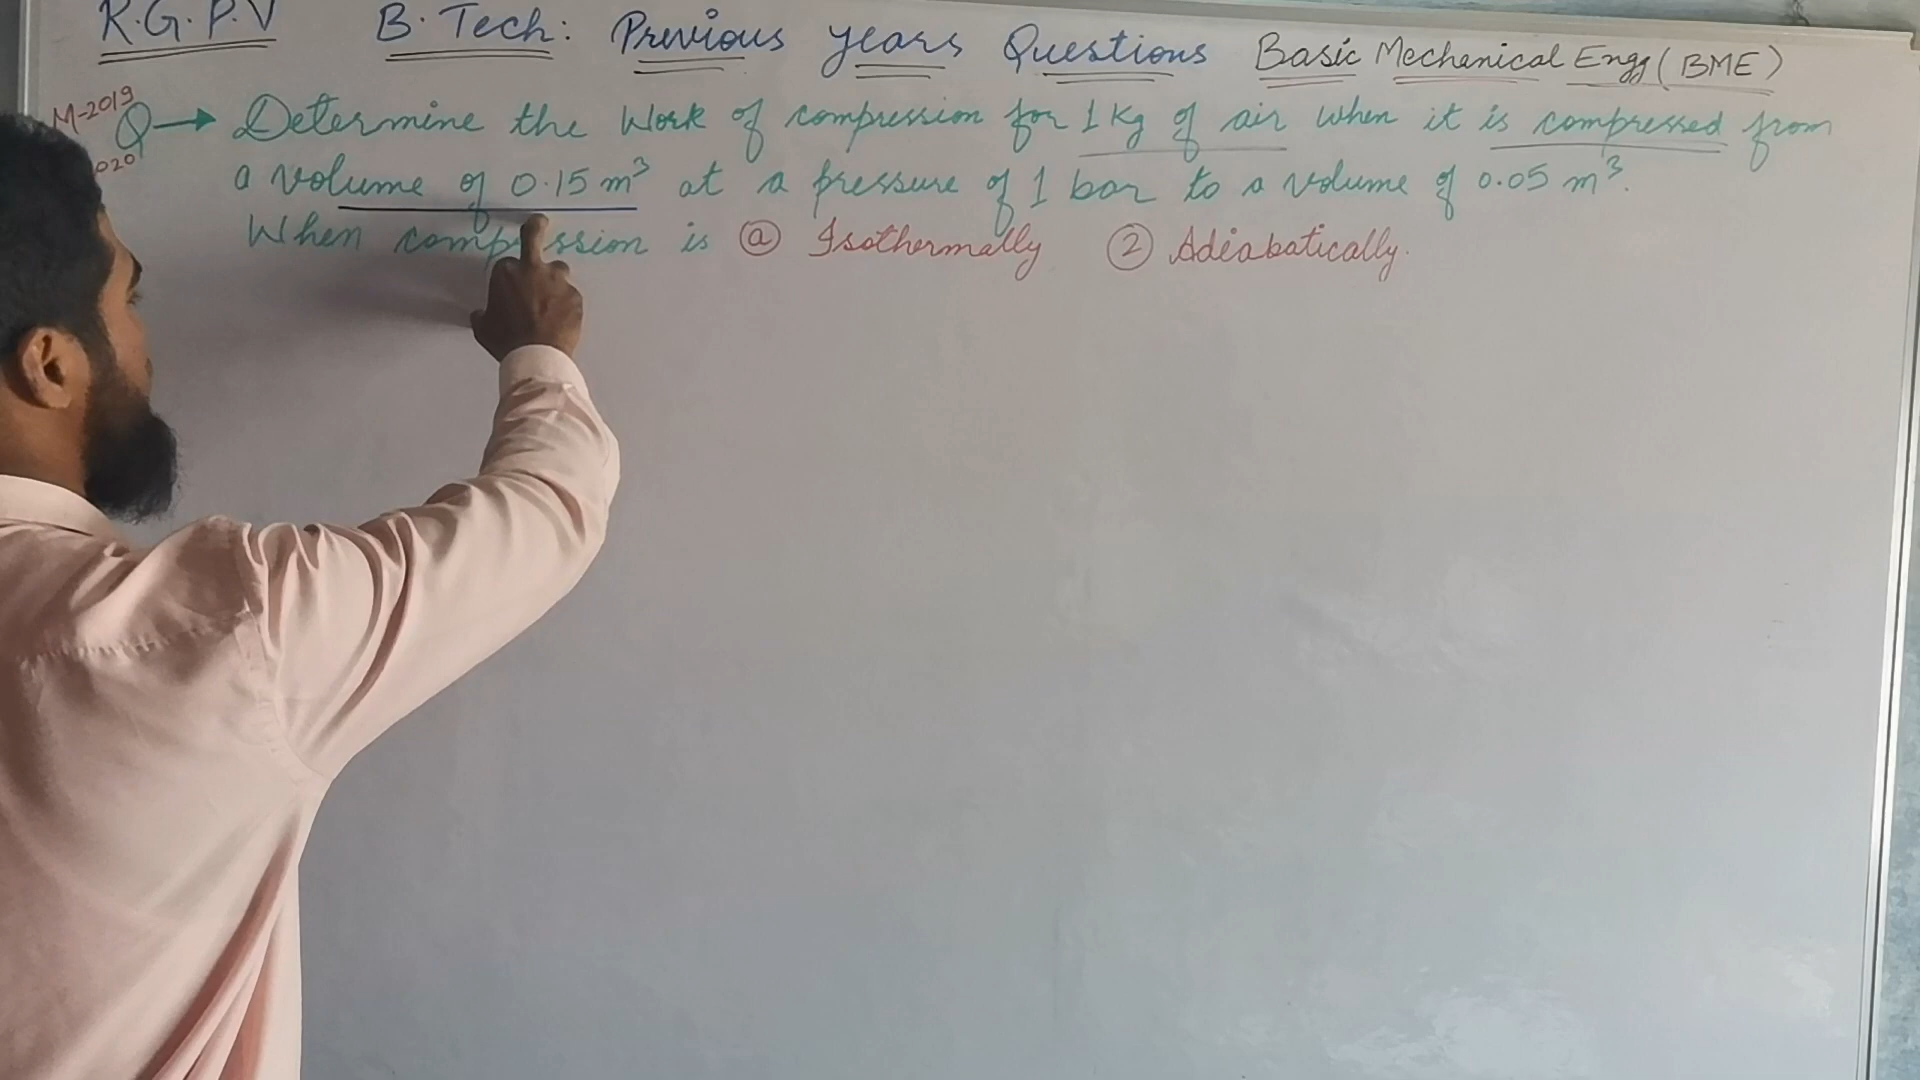 R.G.P.V B.Tech: Previous years Questions Basic Mechanical Engg (BME)
M-2019
020
Q → Determine the Work of compression for 1 Kg of air when it is compressed from
a volume of 0.15 m³ at a pressure of 1 bar to a volume of 0.05 m³.
When compression is ⓐ Isothermally ② Adiabatically.